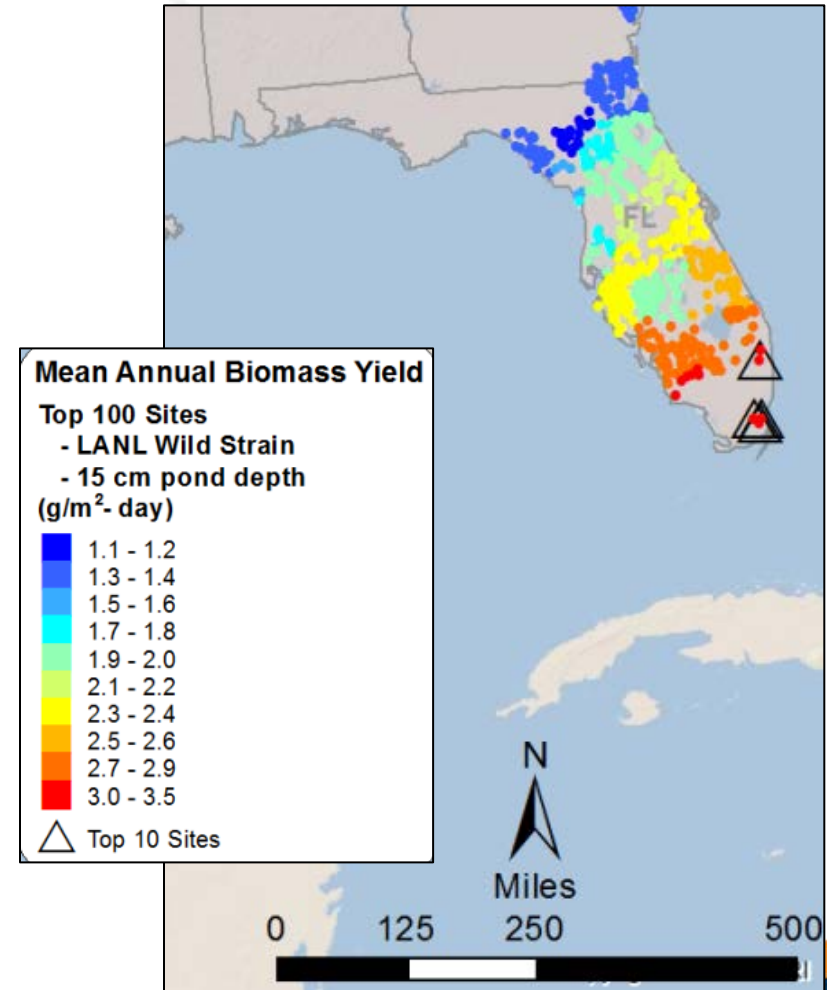 FL
Mean Annual Biomass Yield
Top 100 Sites
- LANL Wild Strain
- 15 cm pond depth
(g/m²- day)
1.1 - 1.2
1.3 - 1.4
1.5 - 1.6
1.7 - 1.8
1.9 - 2.0
2.1 - 2.2
2.3 - 2.4
2.5 - 2.6
2.7 - 2.9
3.0 - 3.5
Top 10 Sites
N
Miles
0 125 250 500